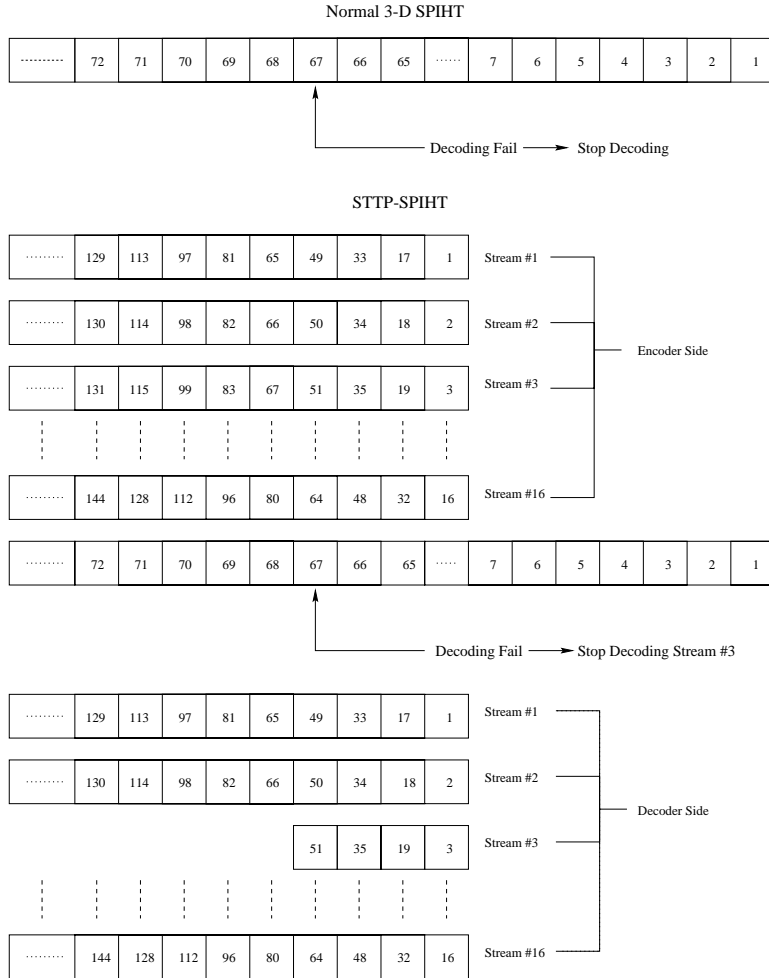 Normal 3-D SPIHT
---------- 72 71 70 69 68 67 66 65 ...... 7 6 5 4 3 2 1
Decoding Fail Stop Decoding
STTP-SPIHT
......... 129 113 97 81 65 49 33 17 1 Stream #1
......... 130 114 98 82 66 50 34 18 2 Stream #2
Encoder Side
......... 131 115 99 83 67 51 35 19 3 Stream #3
......... 144 128 112 96 80 64 48 32 16 Stream #16
......... 72 71 70 69 68 67 66 65 ..... 7 6 5 4 3 2 1
Decoding Fail Stop Decoding Stream #3
......... 129 113 97 81 65 49 33 17 1 Stream #1
......... 130 114 98 82 66 50 34 18 2 Stream #2
Decoder Side
51 35 19 3 Stream #3
......... 144 128 112 96 80 64 48 32 16 Stream #16